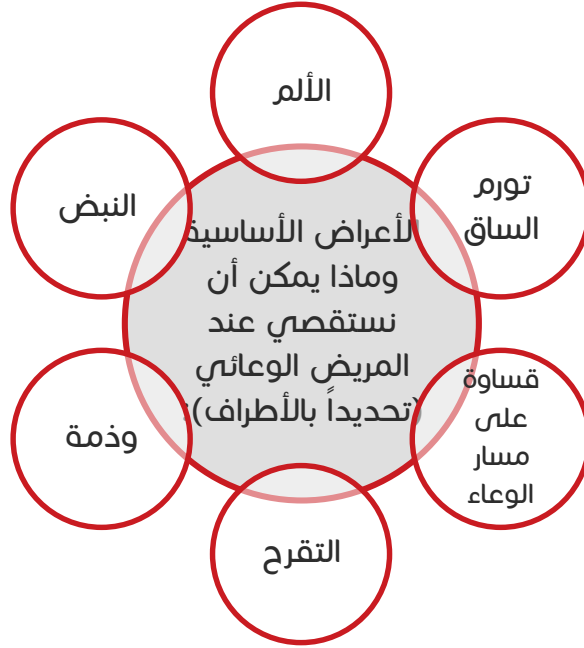 الألم
تورم
الساق
النبض
الأعراض الأساسية
وماذا يمكن أن
نستقصي عند
المريض الوعائي
(تحديداً بالأطراف):
قساوة
على
مسار
الوعاء
وذمة
التقرح